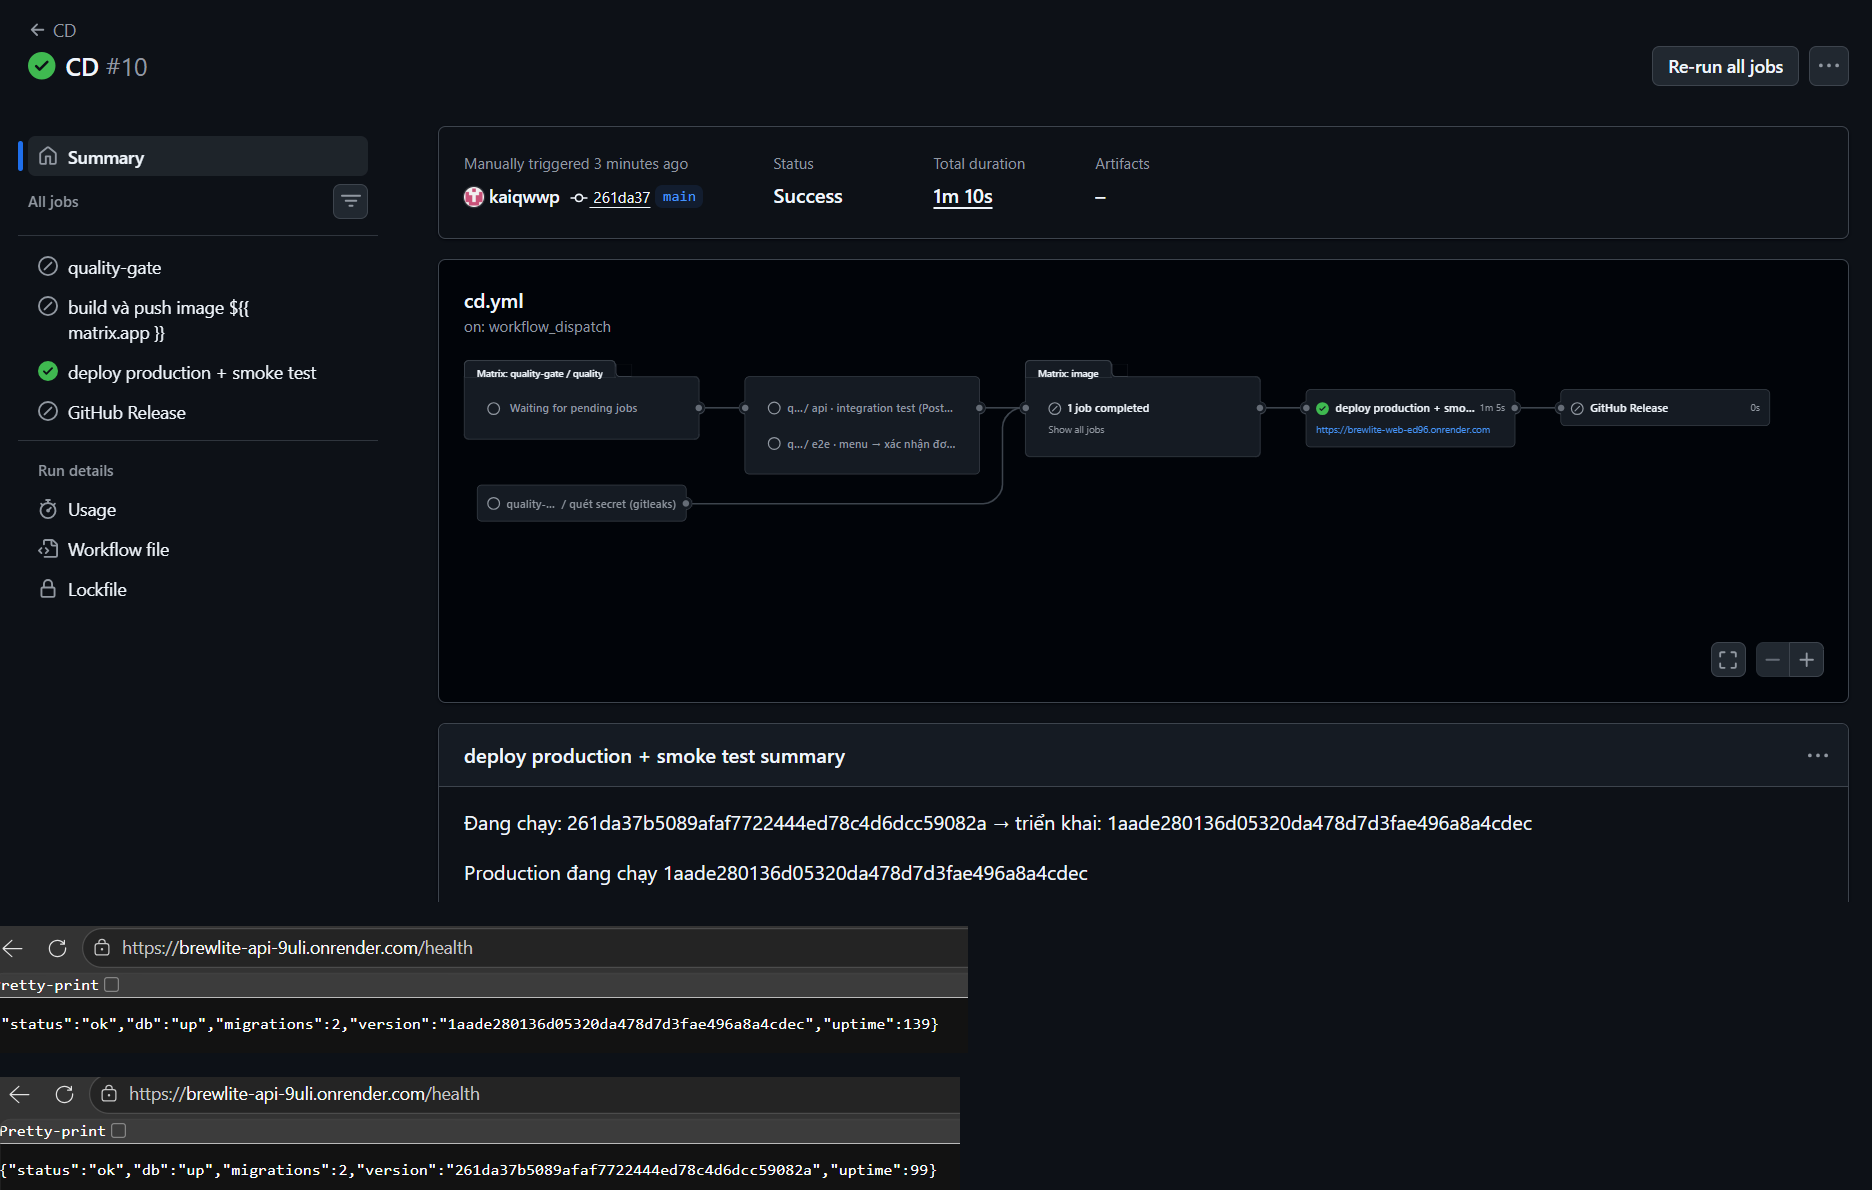 CD
CD #10
Re-run all jobs
Summary
All jobs
quality-gate
build và push image ${{
matrix.app }}
deploy production + smoke test
GitHub Release
Run details
Usage
Workflow file
Lockfile
Manually triggered 3 minutes ago
Status
Total duration
Artifacts
kaiqwwp 261da37 main
Success
1m 10s
–
cd.yml
on: workflow_dispatch
Matrix: quality-gate / quality
Waiting for pending jobs
q.../ api · integration test (Post...
q.../ e2e · menu → xác nhận đơ...
quality-... / quét secret (gitleaks)
Matrix: image
1 job completed
Show all jobs
deploy production + smo... 1m 5s
https://brewlite-web-ed96.onrender.com
GitHub Release 0s
deploy production + smoke test summary
Đang chạy: 261da37b5089afaf7722444ed78c4d6dcc59082a → triển khai: 1aade280136d05320da478d7d3fae496a8a4cdec
Production đang chạy 1aade280136d05320da478d7d3fae496a8a4cdec
https://brewlite-api-9uli.onrender.com/health
retty-print
"status":"ok","db":"up","migrations":2,"version":"1aade280136d05320da478d7d3fae496a8a4cdec","uptime":139}
https://brewlite-api-9uli.onrender.com/health
Pretty-print
{"status":"ok","db":"up","migrations":2,"version":"261da37b5089afaf7722444ed78c4d6dcc59082a","uptime":99}